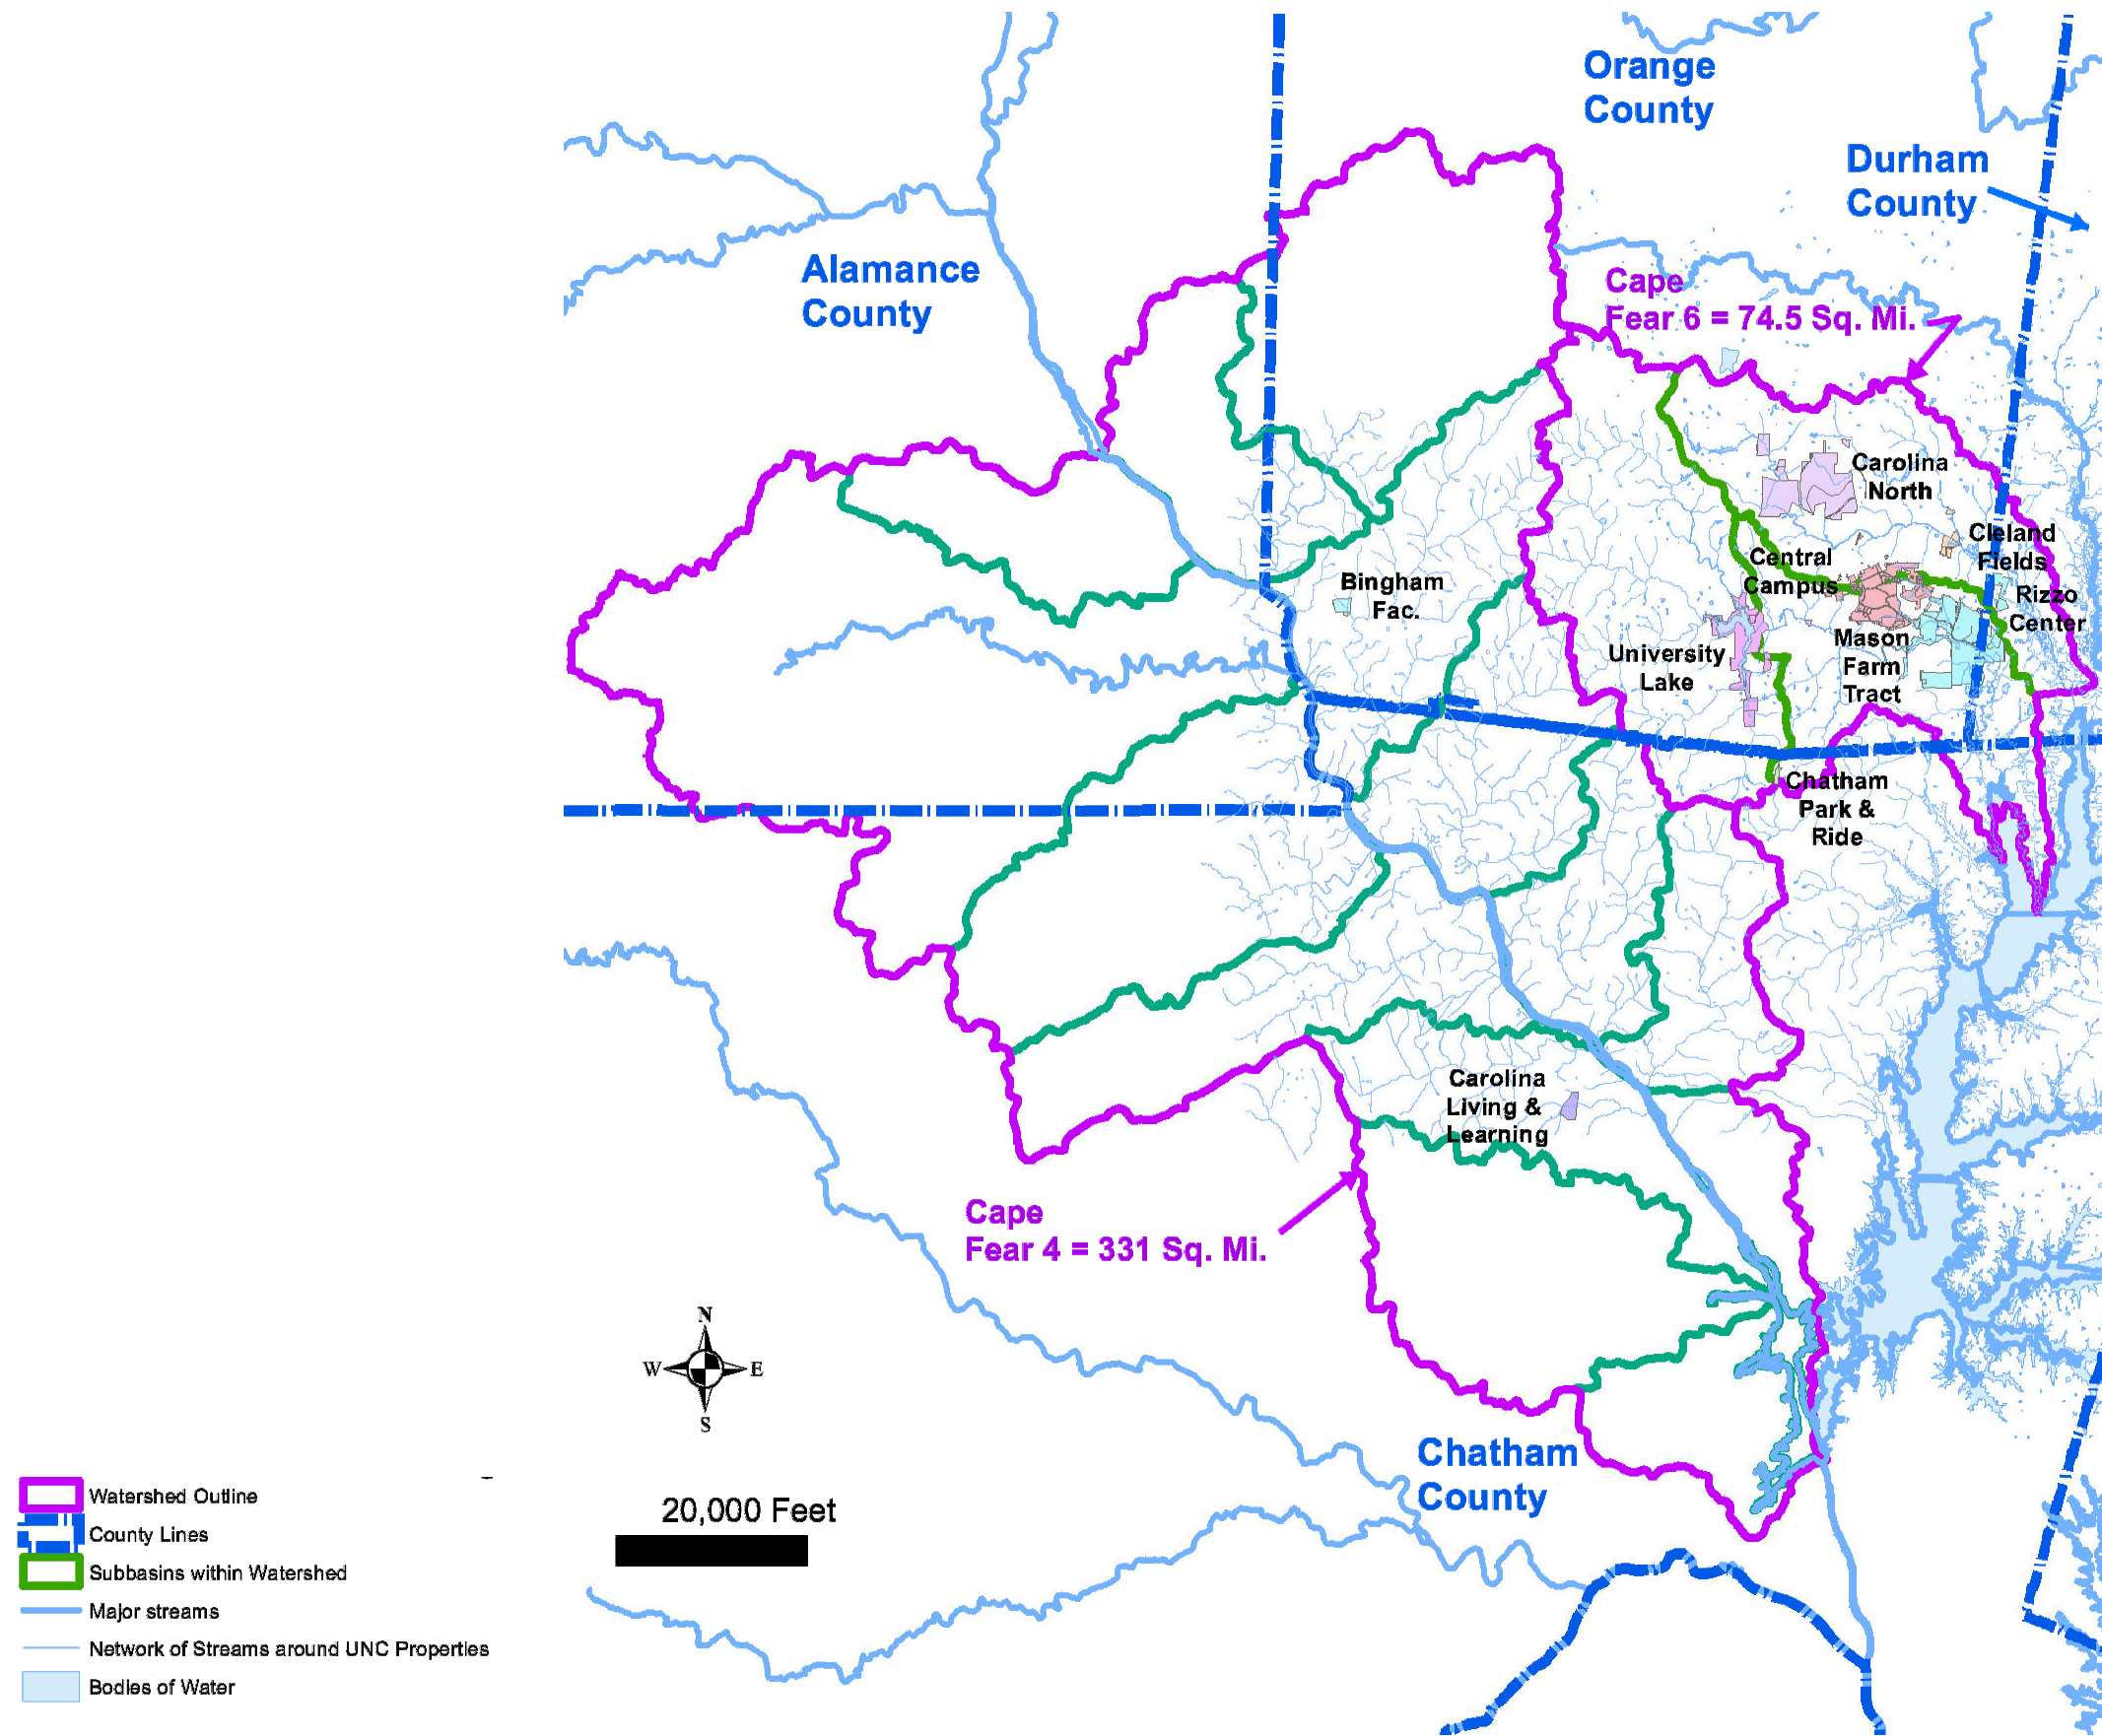 Orange
County
Durham
County
Alamance
County
Cape
Fear 6 = 74.5 Sq. Mi.
Carolina
North
Cleland
Fields
Central
Campus
Bingham
Fac.
Rizzo
Center
Mason
Farm
Tract
University
Lake
Chatham
Park &
Ride
Carolina
Living &
Learning
Cape
Fear 4 = 331 Sq. Mi.
N
W
E
S
Chatham
County
20,000 Feet
Watershed Outline
County Lines
Subbasins within Watershed
Major streams
Network of Streams around UNC Properties
Bodies of Water